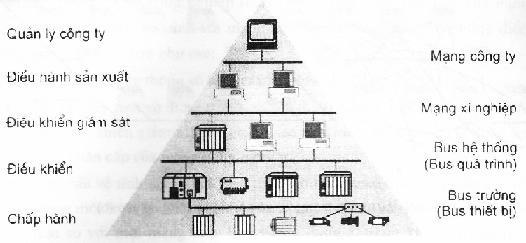 Quản lý công ty
Mạng công ty
Điều hành sản xuất
Mạng xí nghiệp
Điều khiển giám sát
Bus hệ thống
(Bus quá trình)
Điều khiển
Bus trường
(Bus thiết bị)
Chấp hành